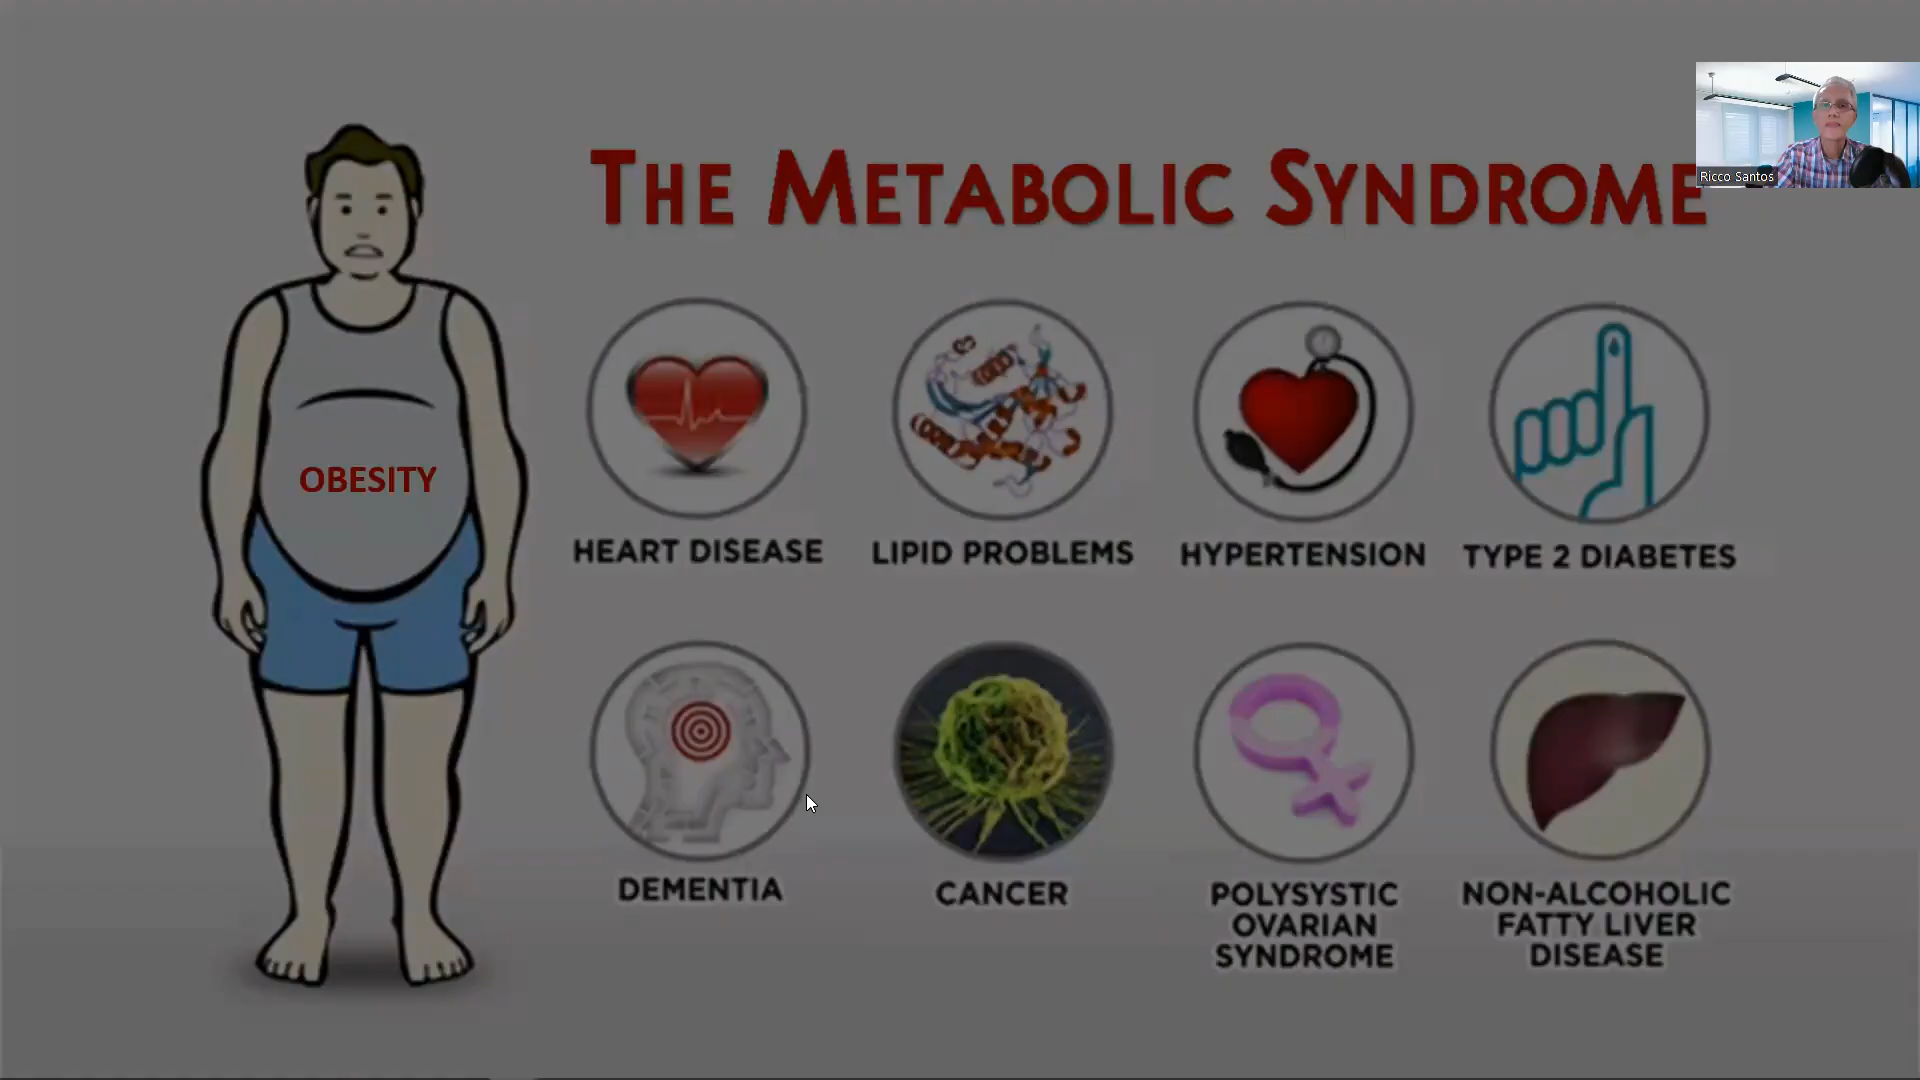 THE METABOLIC SYNDROME
Ricco Santos
OBESITY
HEART DISEASE
LIPID PROBLEMS
HYPERTENSION
TYPE 2 DIABETES
DEMENTIA
CANCER
POLYSYSTIC
OVARIAN
SYNDROME
NON-ALCOHOLIC
FATTY LIVER
DISEASE